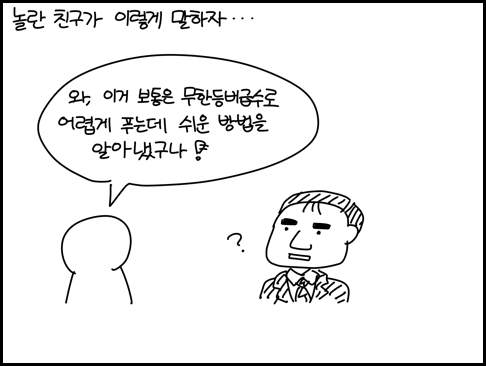 놀란 친구가 이렇게 말하자...
와, 이거 보통은 무한등비급수로
어렵게 푸는데 쉬운 방법을
알아냈구나!
?